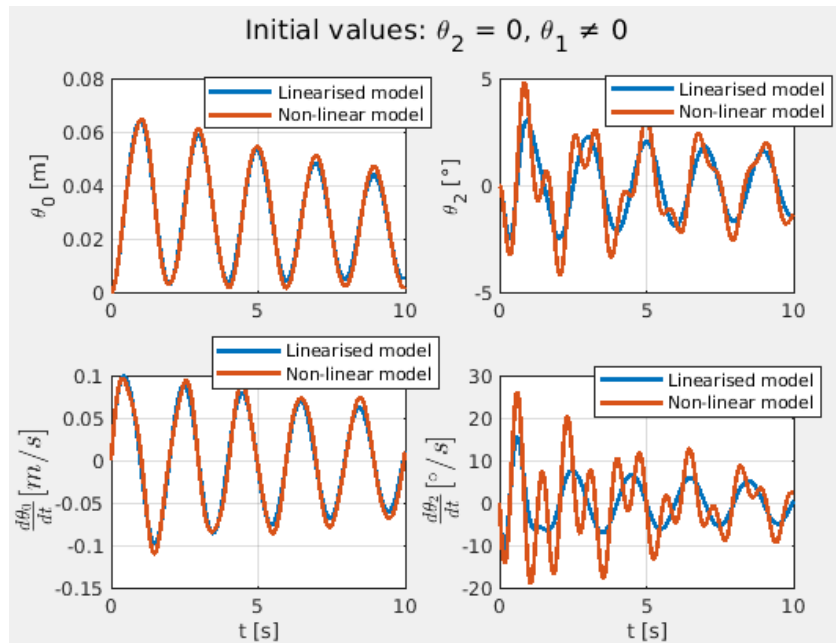 Initial values: θ₂ = 0, θ₁ ≠ 0
0.08
0.06
0.04
0.02
0
θ₀ [m]
0
5
10
Linearised model
Non-linear model
5
0
-5
θ₂ [°]
0
5
10
Linearised model
Non-linear model
0.1
0.05
0
-0.05
-0.1
-0.15
dθ₀/dt [m/s]
0
5
10
t [s]
Linearised model
Non-linear model
30
20
10
0
-10
-20
dθ₂/dt [°/s]
0
5
10
t [s]
Linearised model
Non-linear model